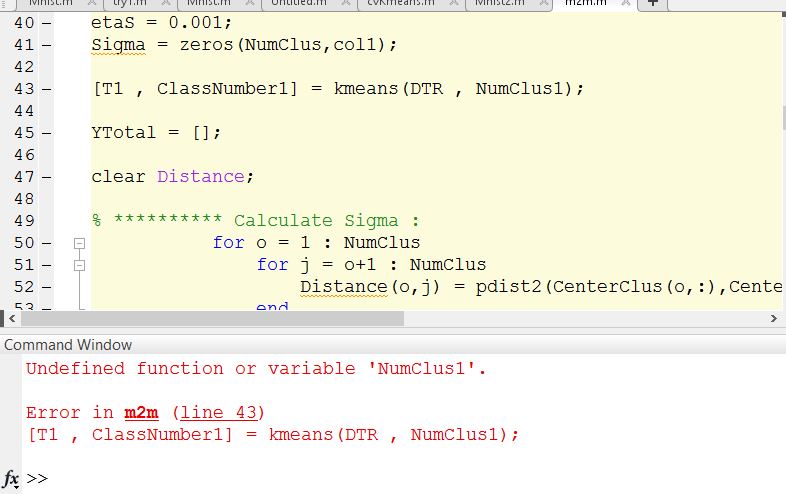 Mnist.m try1.m Mnist.m Untitled.m cvKmeans.m Mnist2.m m2m.m
40 – etaS = 0.001;
41 – Sigma = zeros(NumClus,col1);
42
43 – [T1 , ClassNumber1] = kmeans(DTR , NumClus1);
44
45 – YTotal = [];
46
47 – clear Distance;
48
49 % ********** Calculate Sigma :
50 – for o = 1 : NumClus
51 – for j = o+1 : NumClus
52 – Distance(o,j) = pdist2(CenterClus(o,:),Cente
53 – end
Command Window
Undefined function or variable 'NumClus1'.
Error in m2m (line 43)
[T1 , ClassNumber1] = kmeans(DTR , NumClus1);
fx >>